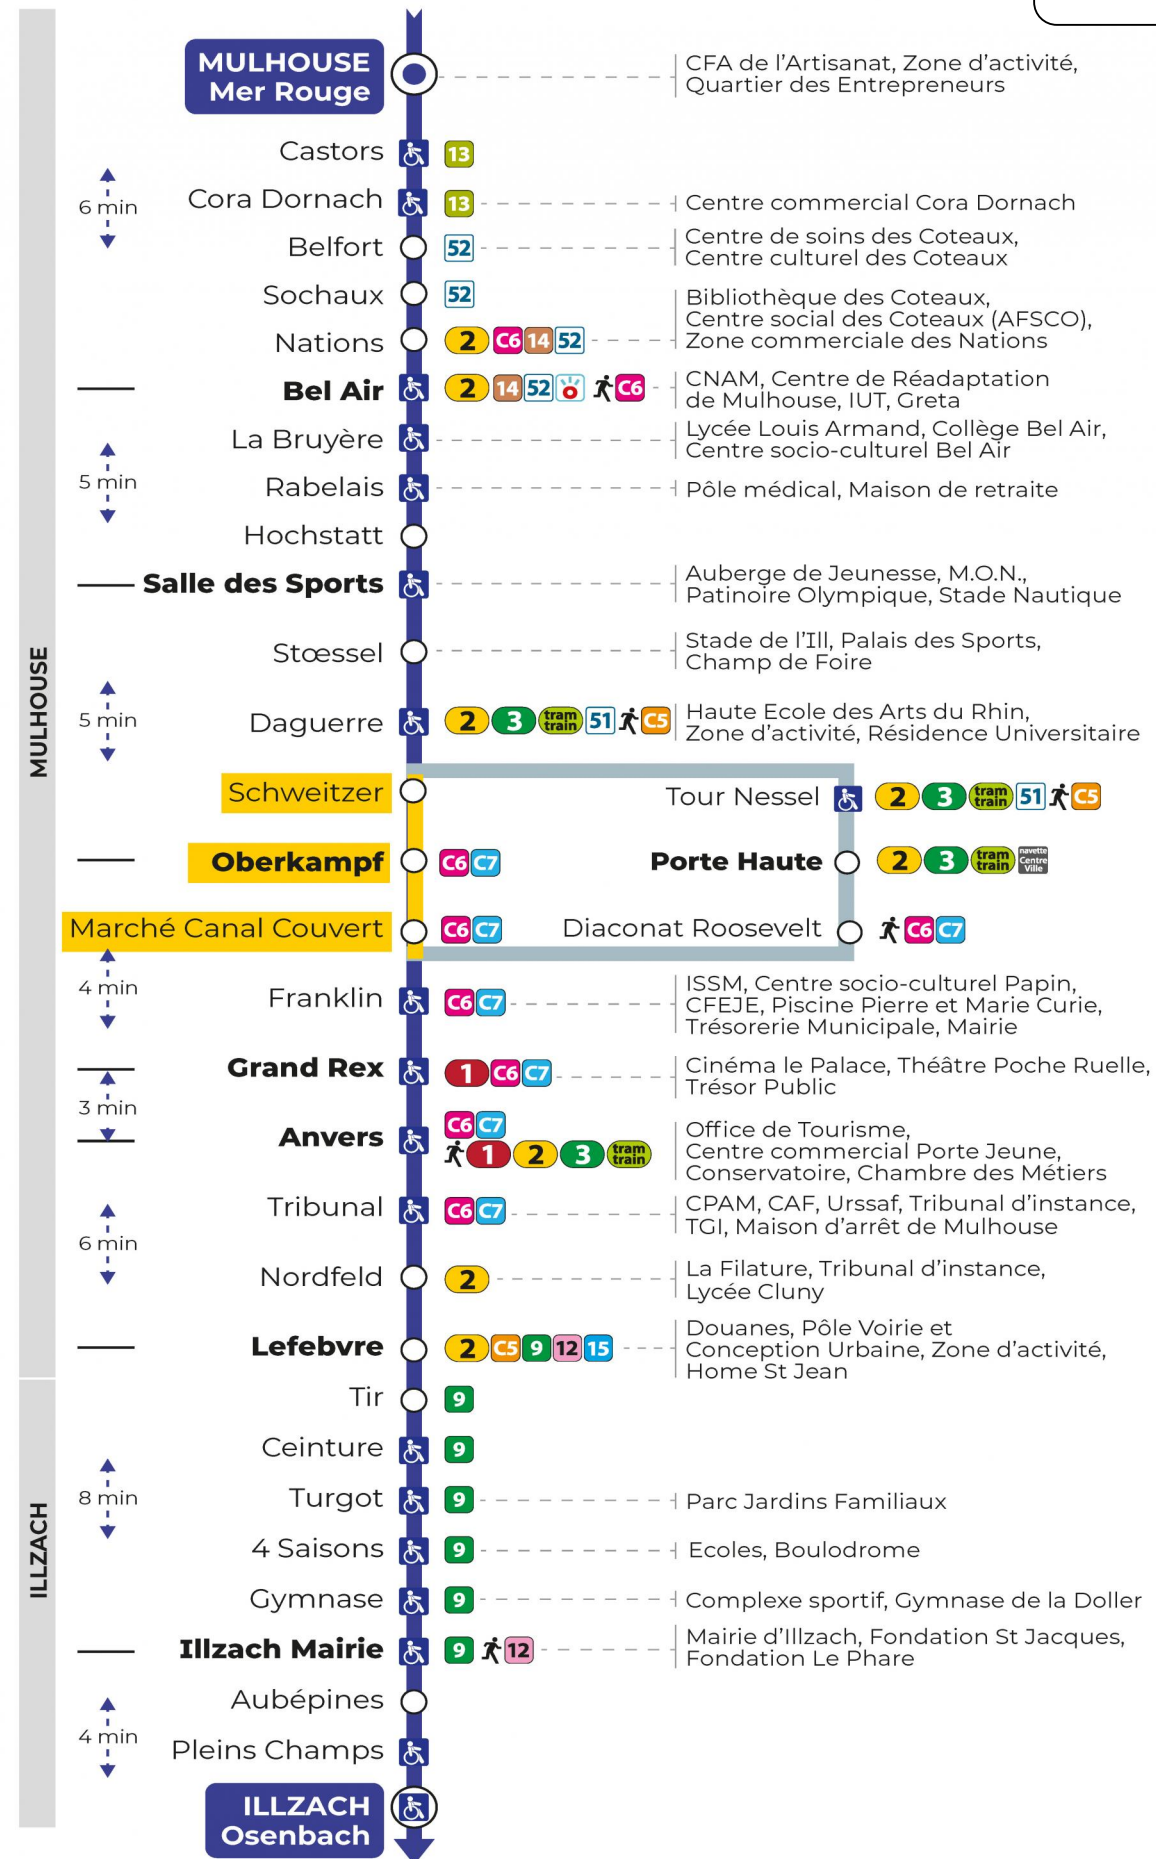 MULHOUSE
Mer Rouge
CFA de l'Artisanat, Zone d'activité,
Quartier des Entrepreneurs
Castors
13
6 min
Cora Dornach
13
Centre commercial Cora Dornach
Belfort
52
Centre de soins des Coteaux,
Centre culturel des Coteaux
Sochaux
52
Nations
2 C6 14 52
Bibliothèque des Coteaux,
Centre social des Coteaux (AFSCO),
Zone commerciale des Nations
Bel Air
2 14 52 C6
CNAM, Centre de Réadaptation
de Mulhouse, IUT, Greta
La Bruyère
Lycée Louis Armand, Collège Bel Air,
Centre socio-culturel Bel Air
5 min
Rabelais
Pôle médical, Maison de retraite
Hochstatt
Salle des Sports
Auberge de Jeunesse, M.O.N.,
Patinoire Olympique, Stade Nautique
MULHOUSE
Stœssel
Stade de l'Ill, Palais des Sports,
Champ de Foire
5 min
Daguerre
2 3 tram train 51 C5
Haute Ecole des Arts du Rhin,
Zone d'activité, Résidence Universitaire
Schweitzer
Tour Nessel
2 3 tram train 51 C5
Oberkampf
C6 C7
Porte Haute
2 3 tram train navette Centre Ville
Marché Canal Couvert
C6 C7
Diaconat Roosevelt
C6 C7
4 min
Franklin
C6 C7
ISSM, Centre socio-culturel Papin,
CFEJE, Piscine Pierre et Marie Curie,
Trésorerie Municipale, Mairie
Grand Rex
1 C6 C7
Cinéma le Palace, Théâtre Poche Ruelle,
Trésor Public
3 min
Anvers
C6 C7
1 2 3 tram train
Office de Tourisme,
Centre commercial Porte Jeune,
Conservatoire, Chambre des Métiers
Tribunal
C6 C7
CPAM, CAF, Urssaf, Tribunal d'instance,
TGI, Maison d'arrêt de Mulhouse
6 min
Nordfeld
2
La Filature, Tribunal d'instance,
Lycée Cluny
Lefebvre
2 C5 9 12 15
Douanes, Pôle Voirie et
Conception Urbaine, Zone d'activité,
Home St Jean
Tir
9
Ceinture
9
8 min
Turgot
9
Parc Jardins Familiaux
ILLZACH
4 Saisons
9
Ecoles, Boulodrome
Gymnase
9
Complexe sportif, Gymnase de la Doller
Illzach Mairie
9 12
Mairie d'Illzach, Fondation St Jacques,
Fondation Le Phare
Aubépines
4 min
Pleins Champs
ILLZACH
Osenbach